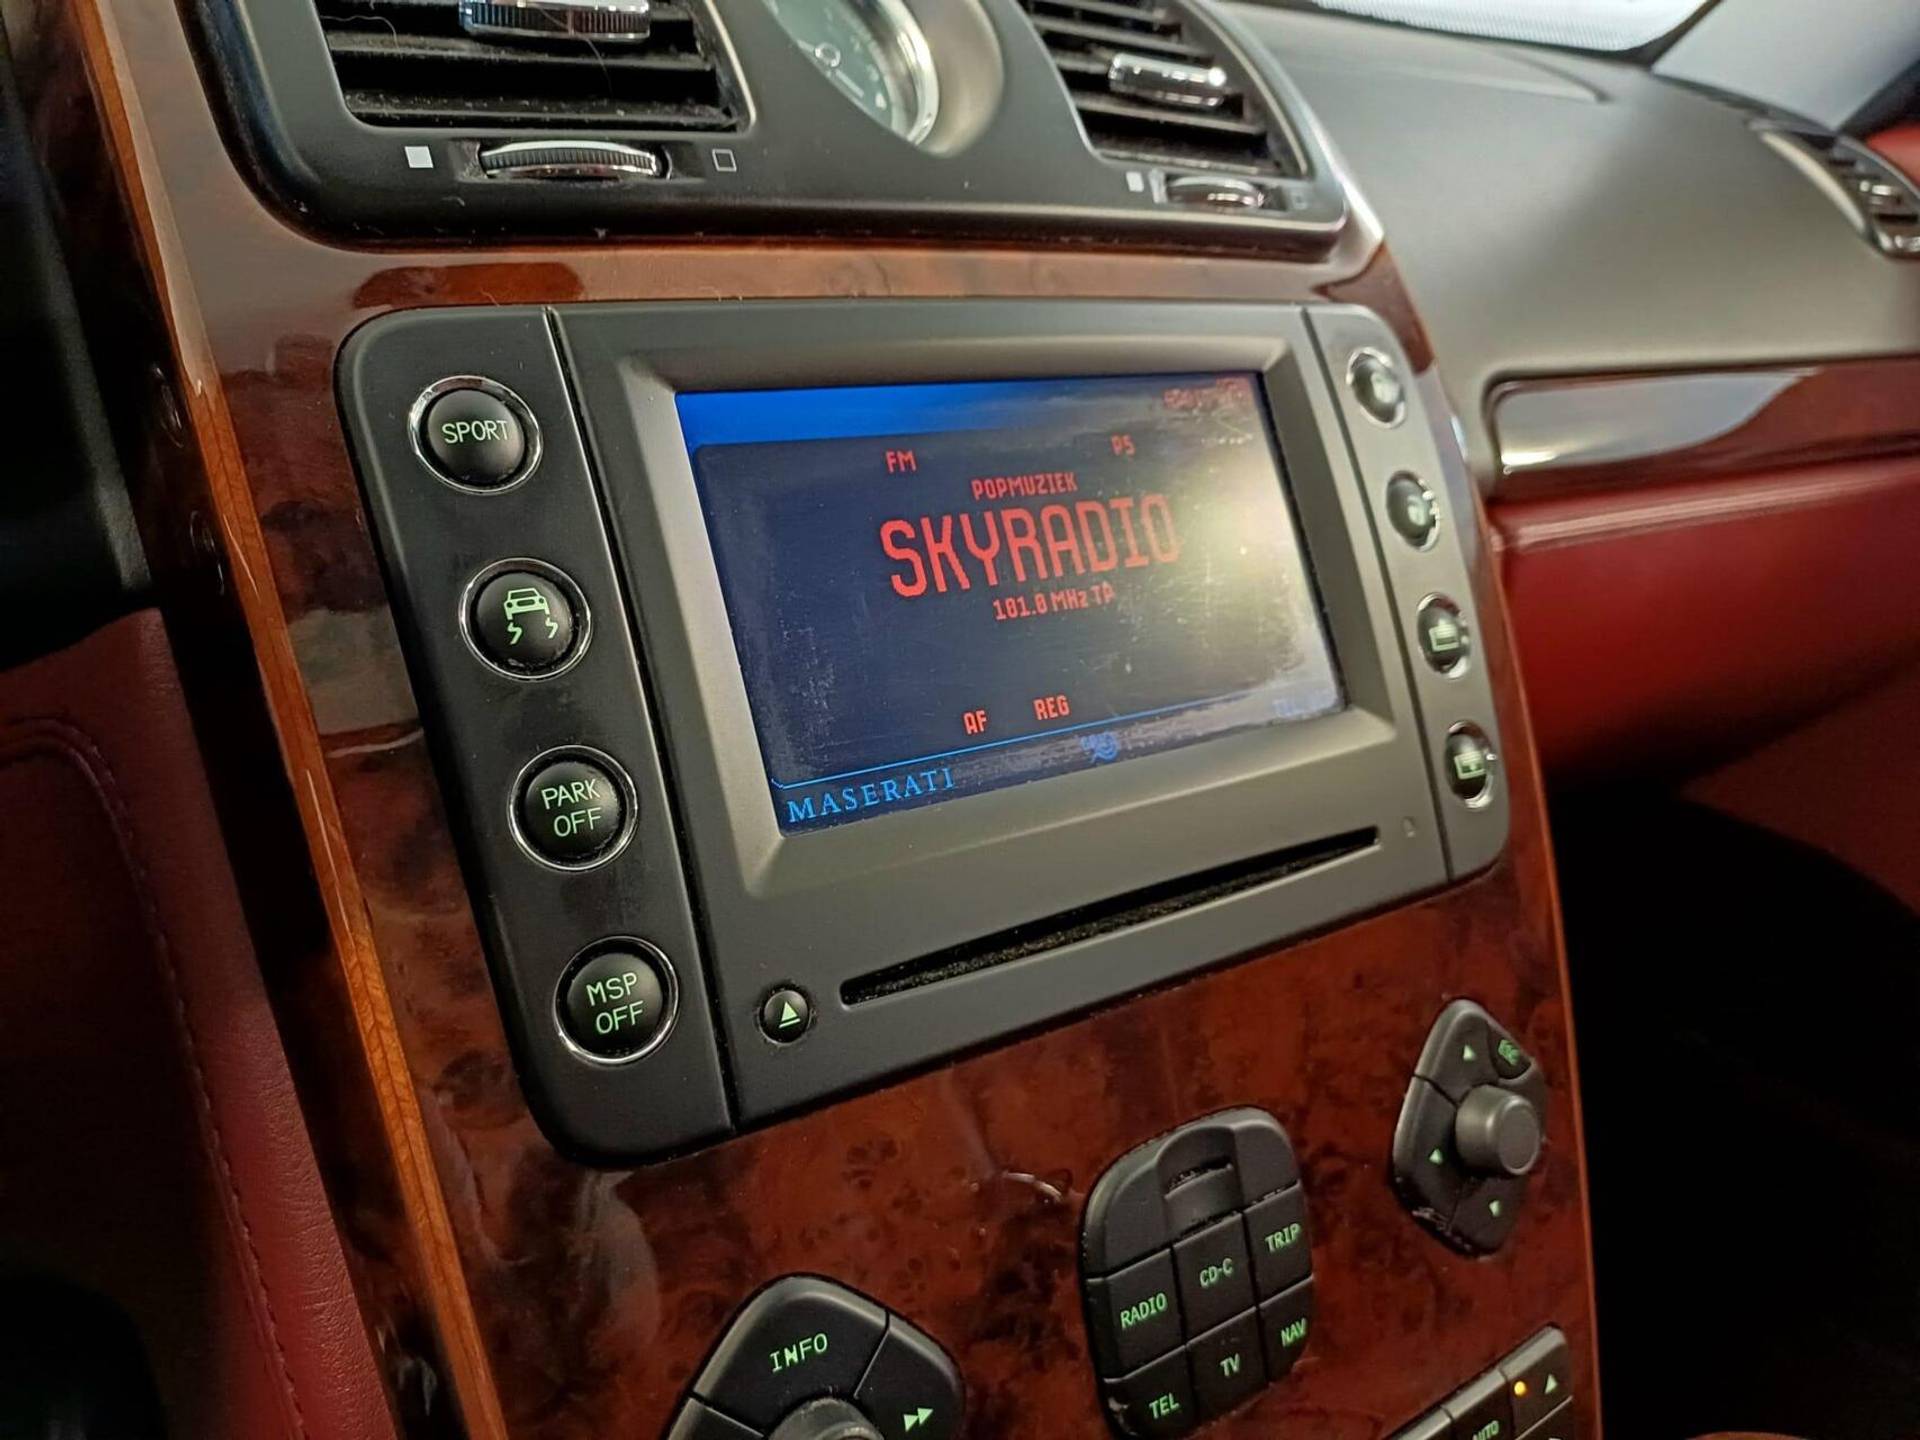 SPORT
FM
P5
POPMUZIEK
SKYRADIO
101.0 MHz TP
AF
REG
MASERATI
PARK
OFF
MSP
OFF
INFO
RADIO
CD-C
TRIP
TEL
TV
NAV
AUTO